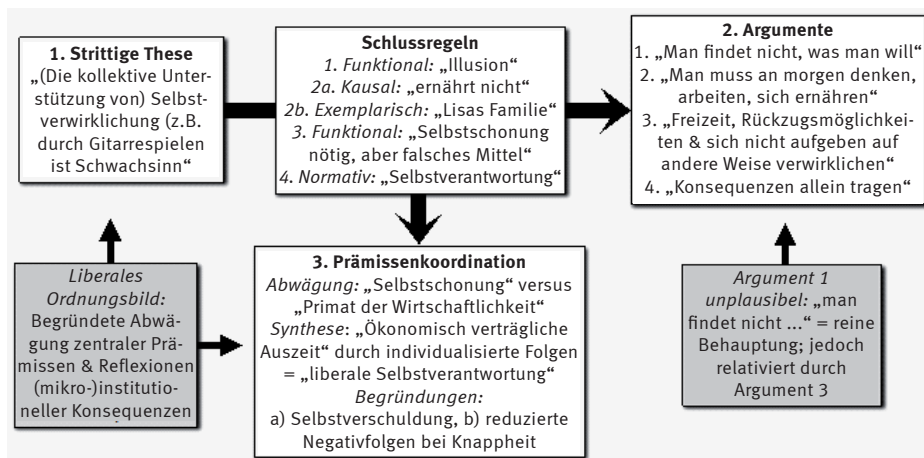 1. Strittige These
„(Die kollektive Unter-
stützung von) Selbst-
verwirklichung (z.B.
durch Gitarrespielen
ist Schwachsinn“
Schlussregeln
1. Funktional: „Illusion“
2a. Kausal: „ernährt nicht“
2b. Exemplarisch: „Lisas Familie“
3. Funktional: „Selbstschonung
nötig, aber falsches Mittel“
4. Normativ: „Selbstverantwortung“
2. Argumente
1. „Man findet nicht, was man will“
2. „Man muss an morgen denken,
arbeiten, sich ernähren“
3 „Freizeit, Rückzugsmöglichkei-
ten & sich nicht aufgeben auf
andere Weise verwirklichen“
4. „Konsequenzen allein tragen“
Liberales
Ordnungsbild:
Begründete Abwä-
gung zentraler Prä-
missen & Reflexionen
(mikro-)institutio-
neller Konsequenzen
3. Prämissenkoordination
Abwägung: „Selbstschonung“ versus
„Primat der Wirtschaftlichkeit“
Synthese: „Ökonomisch verträgliche
Auszeit“ durch individualisierte Folgen
= „liberale Selbstverantwortung“
Begründungen:
a) Selbstverschuldung, b) reduzierte
Negativfolgen bei Knappheit
Argument 1
unplausibel: „man
findet nicht ...“ = reine
Behauptung; jedoch
relativiert durch
Argument 3